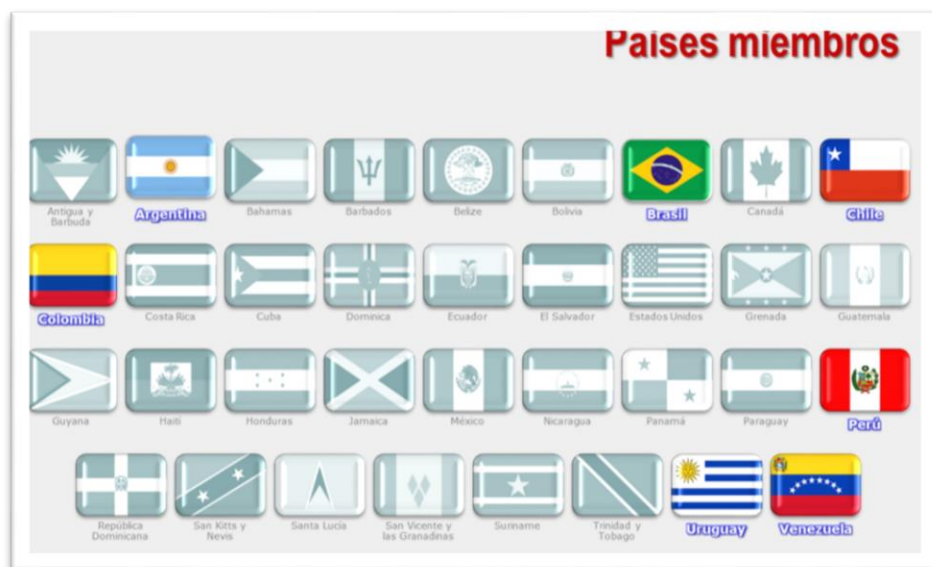 Países miembros
Antigua y
Barbuda
Argentina
Bahamas
Barbados
Belize
Bolivia
Brasil
Canadá
Chile
Colombia
Costa Rica
Cuba
Dominica
Ecuador
El Salvador
Estados Unidos
Grenada
Guatemala
Guyana
Haití
Honduras
Jamaica
México
Nicaragua
Panamá
Paraguay
Perú
República
Dominicana
San Kitts y
Nevis
Santa Lucía
San Vicente y
las Granadinas
Suriname
Trinidad y
Tobago
Uruguay
Venezuela